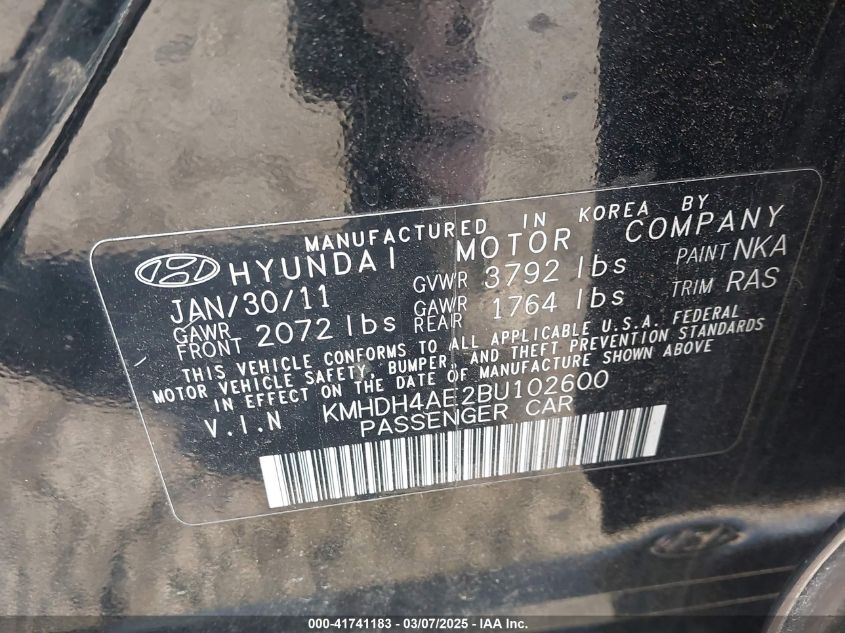 MANUFACTURED IN KOREA BY
HYUNDAI MOTOR COMPANY
JAN/30/11 GVWR 3792 lbs PAINT NKA
GAWR FRONT 2072 lbs GAWR REAR 1764 lbs TRIM RAS
THIS VEHICLE CONFORMS TO ALL APPLICABLE U.S.A. FEDERAL
MOTOR VEHICLE SAFETY, BUMPER, AND THEFT PREVENTION STANDARDS
IN EFFECT ON THE DATE OF MANUFACTURE SHOWN ABOVE
V.I.N KMHDH4AE2BU102600
PASSENGER CAR
000-41741183 - 03/07/2025 - IAA Inc.